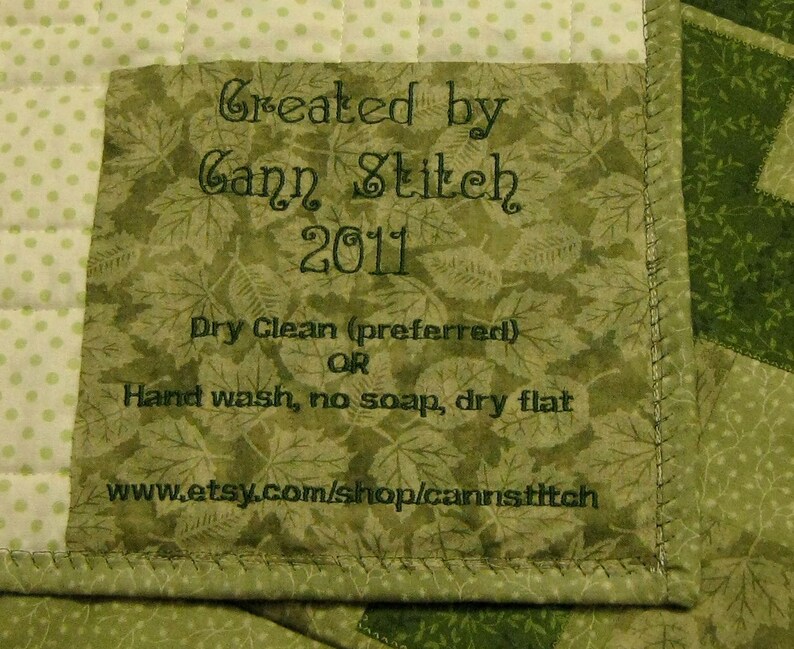 Created by
Cann Stitch
2011
Dry Clean (preferred)
OR
Hand wash, no soap, dry flat
www.etsy.com/shop/cannstitch